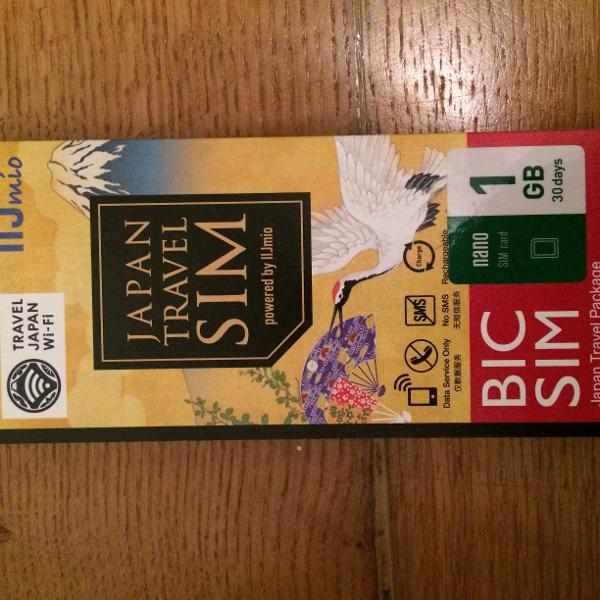 IIJmio
TRAVEL
JAPAN
Wi-Fi
JAPAN
TRAVEL
SIM
powered by IIJmio
Data Service Only
仅数据服务
SMS
No SMS
无短信服务
Charge
Rechargeable
BIC
SIM
Japan Travel Package
nano
SIM card
1
GB
30 days